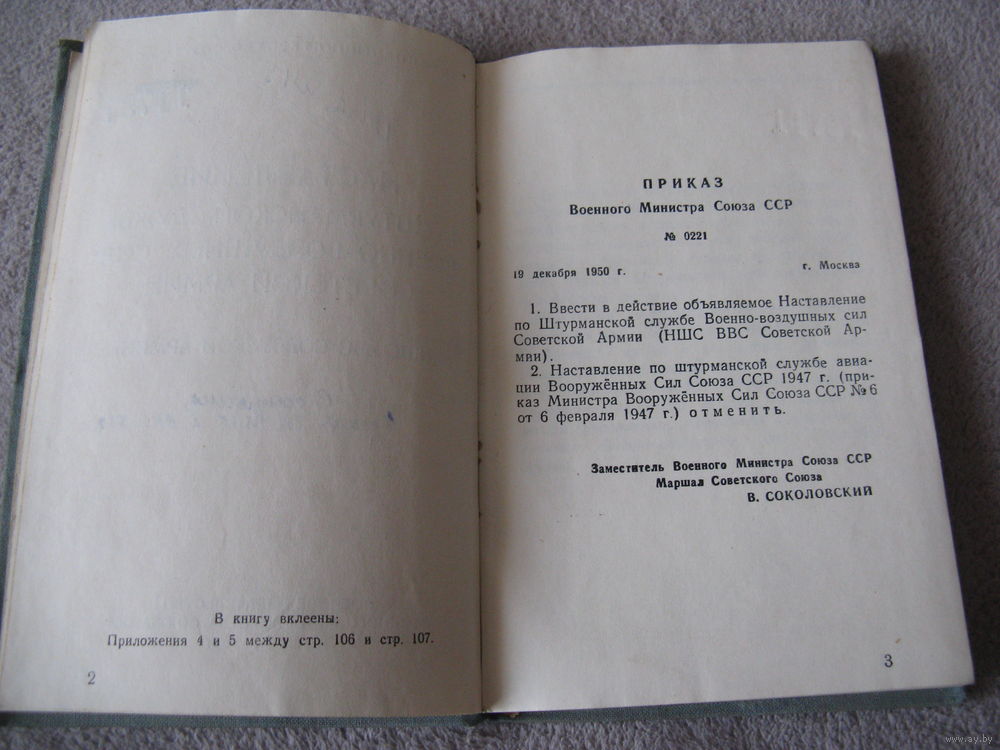 В книгу вклеены:
Приложения 4 и 5 между стр. 106 и стр. 107.
2
ПРИКАЗ
Военного Министра Союза ССР
№ 0221
19 декабря 1950 г. г. Москва
1. Ввести в действие объявляемое Наставление
по Штурманской службе Военно-воздушных сил
Советской Армии (НШС ВВС Советской Ар-
мии).
2. Наставление по штурманской службе авиа-
ции Вооружённых Сил Союза ССР 1947 г. (при-
каз Министра Вооружённых Сил Союза ССР № 6
от 6 февраля 1947 г.) отменить.
Заместитель Военного Министра Союза ССР
Маршал Советского Союза
В. СОКОЛОВСКИЙ
3
www.ay.by